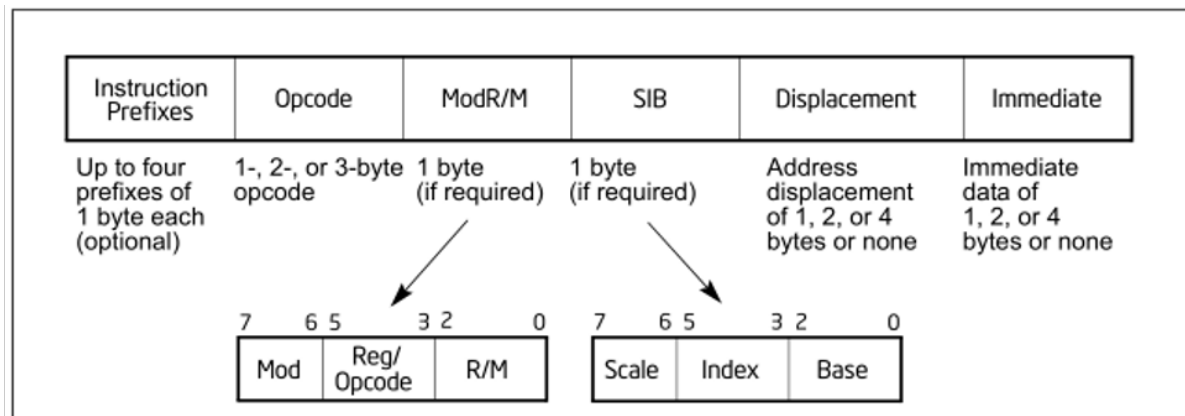 Instruction
Prefixes
Opcode
ModR/M
SIB
Displacement
Immediate
Up to four
prefixes of
1 byte each
(optional)
1-, 2-, or 3-byte
opcode
1 byte
(if required)
1 byte
(if required)
Address
displacement
of 1, 2, or 4
bytes or none
Immediate
data of
1, 2, or 4
bytes or none
7 6 5 3 2 0
Mod
Reg/
Opcode
R/M
7 6 5 3 2 0
Scale
Index
Base